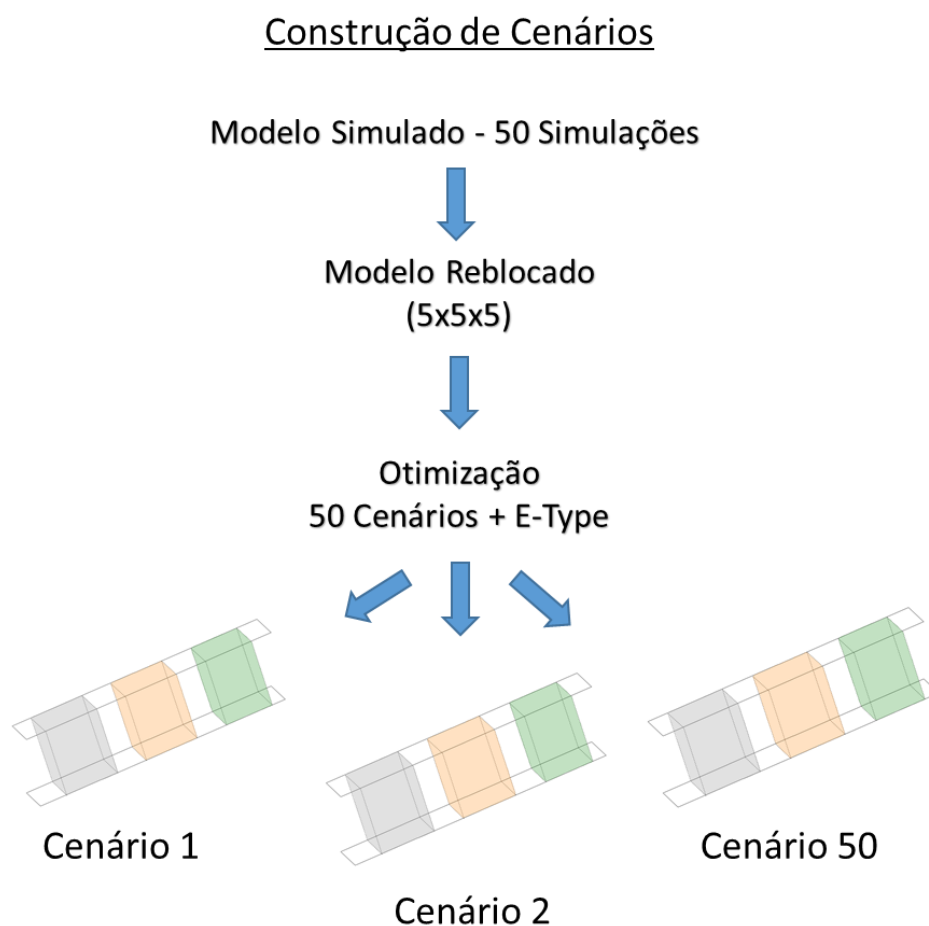 Construção de Cenários
Modelo Simulado - 50 Simulações
Modelo Reblocado
(5x5x5)
Otimização
50 Cenários + E-Type
Cenário 1
Cenário 50
Cenário 2